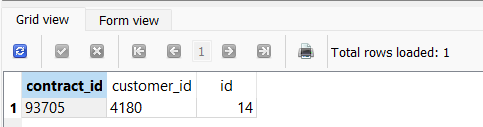 Grid view Form view
1 Total rows loaded: 1
contract_id customer_id id
1 93705 4180 14